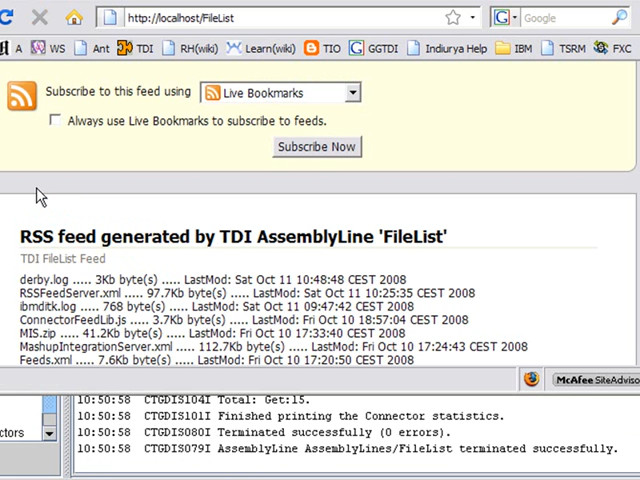 http://localhost/FileList
Google
A WS Ant TDI RH(wiki) Learn(wiki) TIO GGTDI Indiurya Help IBM TSRM FXC
Subscribe to this feed using Live Bookmarks
Always use Live Bookmarks to subscribe to feeds.
Subscribe Now
RSS feed generated by TDI AssemblyLine 'FileList'
TDI FileList Feed
derby.log ..... 3Kb byte(s) ..... LastMod: Sat Oct 11 10:48:48 CEST 2008
RSSFeedServer.xml ..... 97.7Kb byte(s) ..... LastMod: Sat Oct 11 10:25:35 CEST 2008
ibmditk.log ..... 768 byte(s) ..... LastMod: Sat Oct 11 09:47:42 CEST 2008
ConnectorFeedLib.js ..... 3.7Kb byte(s) ..... LastMod: Fri Oct 10 18:57:04 CEST 2008
MIS.zip ..... 41.2Kb byte(s) ..... LastMod: Fri Oct 10 17:33:40 CEST 2008
MashupIntegrationServer.xml ..... 112.7Kb byte(s) ..... LastMod: Fri Oct 10 17:24:43 CEST 2008
Feeds.xml ..... 7.6Kb byte(s) ..... LastMod: Fri Oct 10 17:20:50 CEST 2008
McAfee SiteAdviso
10:50:58 CTGDIS104I Total: Get:15.
10:50:58 CTGDIS101I Finished printing the Connector statistics.
ctors 10:50:58 CTGDIS080I Terminated successfully (0 errors).
10:50:58 CTGDIS079I AssemblyLine AssemblyLines/FileList terminated successfully.